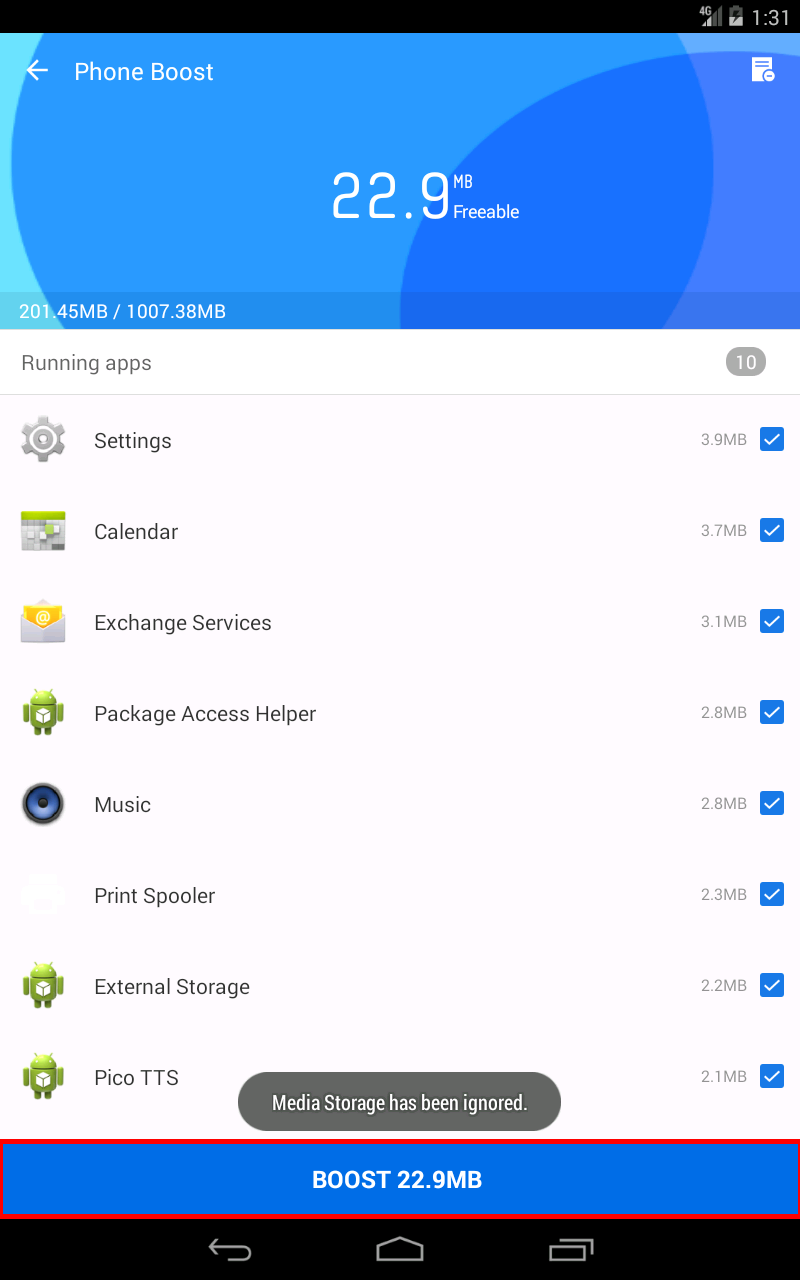 4G 1:31
Phone Boost
22.9 MB
Freeable
201.45MB / 1007.38MB
Running apps 10
Settings 3.9MB
Calendar 3.7MB
@
Exchange Services 3.1MB
Package Access Helper 2.8MB
Music 2.8MB
Print Spooler 2.3MB
External Storage 2.2MB
Pico TTS 2.1MB
Media Storage has been ignored.
BOOST 22.9MB